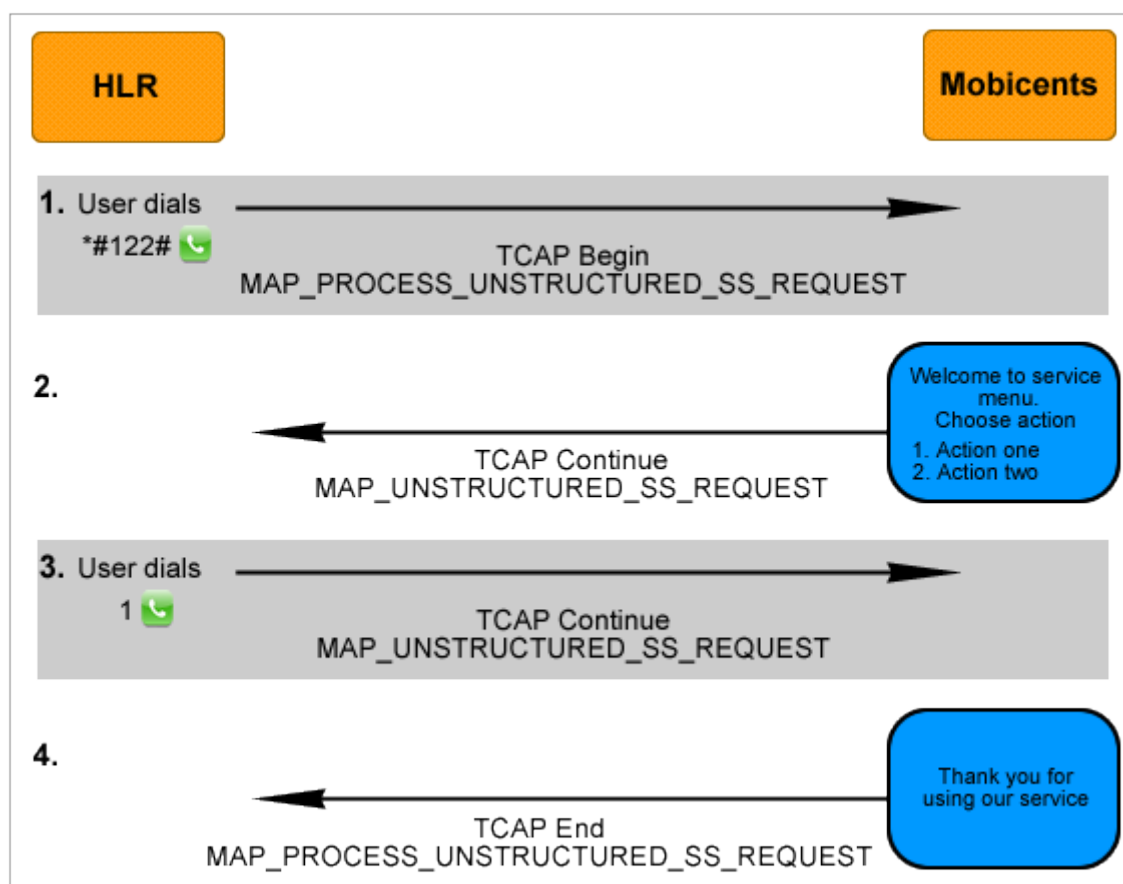 HLR
Mobicents
1. User dials
*#122#
TCAP Begin
MAP_PROCESS_UNSTRUCTURED_SS_REQUEST
2.
Welcome to service
menu.
Choose action
1. Action one
2. Action two
TCAP Continue
MAP_UNSTRUCTURED_SS_REQUEST
3. User dials
1
TCAP Continue
MAP_UNSTRUCTURED_SS_REQUEST
4.
Thank you for
using our service
TCAP End
MAP_PROCESS_UNSTRUCTURED_SS_REQUEST